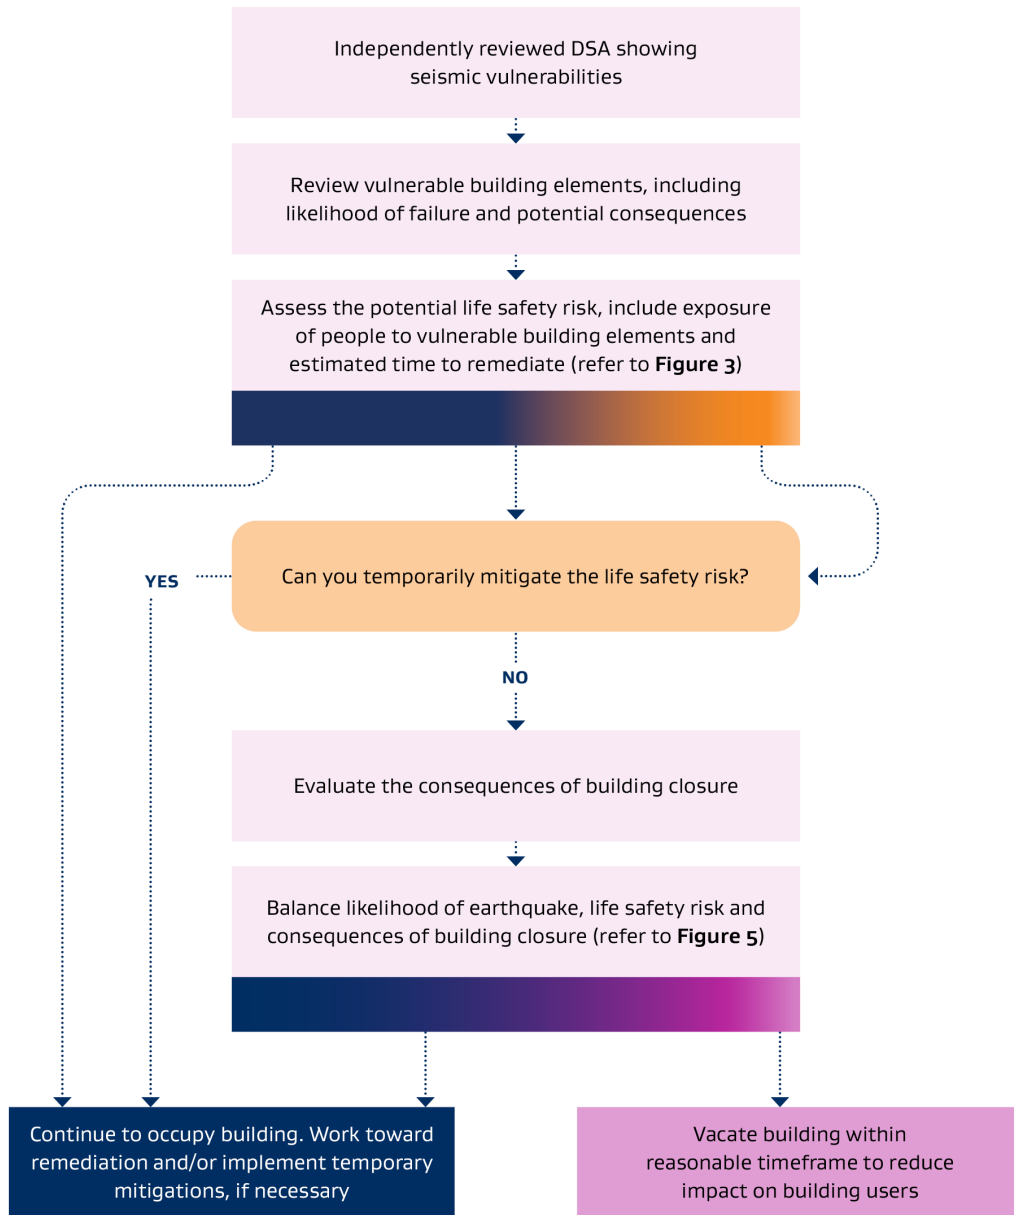 Independently reviewed DSA showing
seismic vulnerabilities
Review vulnerable building elements, including
likelihood of failure and potential consequences
Assess the potential life safety risk, include exposure
of people to vulnerable building elements and
estimated time to remediate (refer to Figure 3)
Can you temporarily mitigate the life safety risk?
YES
NO
Evaluate the consequences of building closure
Balance likelihood of earthquake, life safety risk and
consequences of building closure (refer to Figure 5)
Continue to occupy building. Work toward
remediation and/or implement temporary
mitigations, if necessary
Vacate building within
reasonable timeframe to reduce
impact on building users